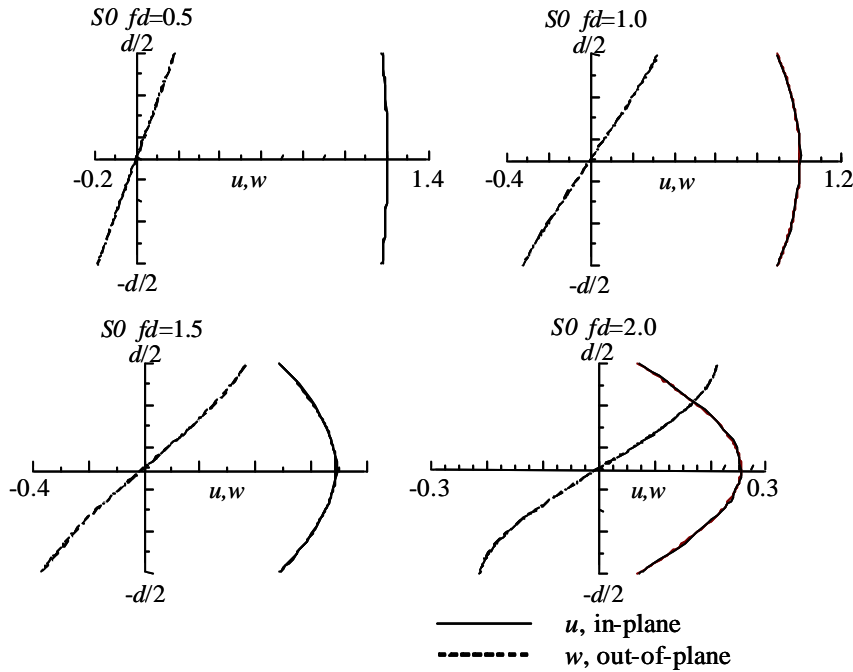 S0 fd=0.5
d/2
-0.2
u,w
1.4
-d/2
S0 fd=1.0
d/2
-0.4
u,w
1.2
-d/2
S0 fd=1.5
d/2
-0.4
u,w
-d/2
S0 fd=2.0
d/2
-0.3
u,w
0.3
-d/2
u, in-plane
w, out-of-plane